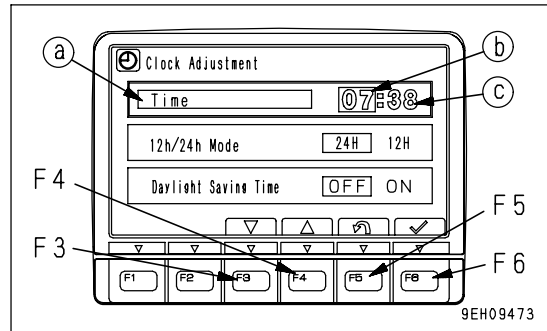 Clock Adjustment
a
b
Time 07:38
c
12h/24h Mode 24H 12H
F4
Daylight Saving Time OFF ON
F5
F3
F6
F1 F2 F3 F4 F5 F6
9EH09473